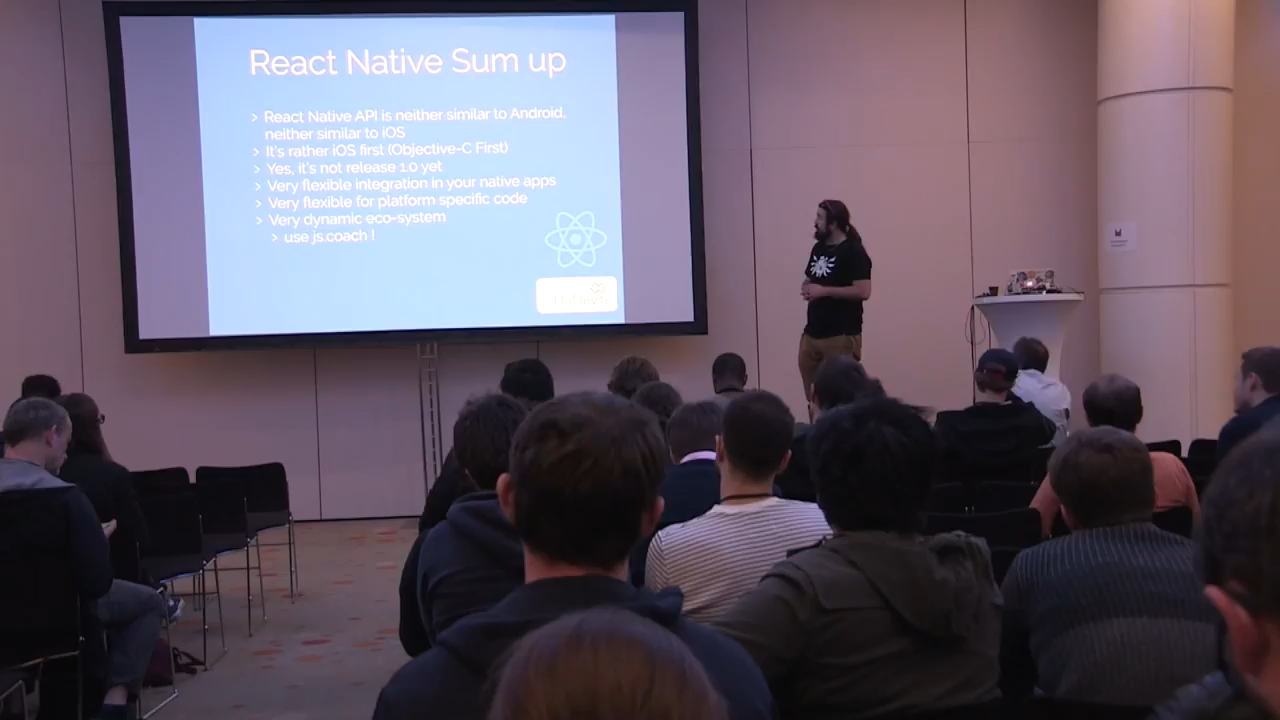 React Native Sum up
> React Native API is neither similar to Android,
neither similar to iOS
> It's rather iOS first (Objective-C First)
> Yes, it's not release 1.0 yet
> Very flexible integration in your native apps
> Very flexible for platform specific code
> Very dynamic eco-system
> use js.coach !